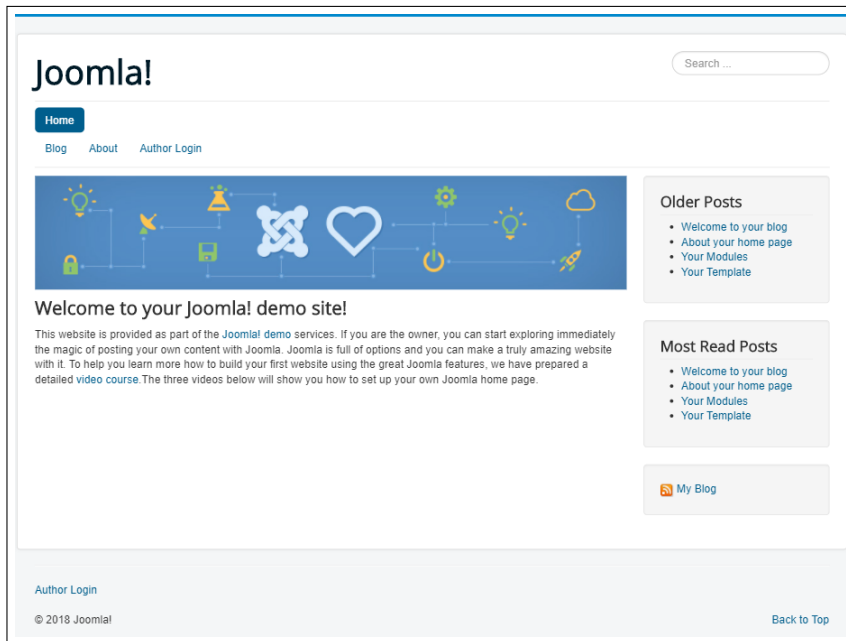 Joomla!
Search ...
Home
Blog About Author Login
Welcome to your Joomla! demo site!
This website is provided as part of the Joomla! demo services. If you are the owner, you can start exploring immediately
the magic of posting your own content with Joomla. Joomla is full of options and you can make a truly amazing website
with it. To help you learn more how to build your first website using the great Joomla features, we have prepared a
detailed video course.The three videos below will show you how to set up your own Joomla home page.
Older Posts
Welcome to your blog
About your home page
Your Modules
Your Template
Most Read Posts
Welcome to your blog
About your home page
Your Modules
Your Template
My Blog
Author Login
© 2018 Joomla!
Back to Top